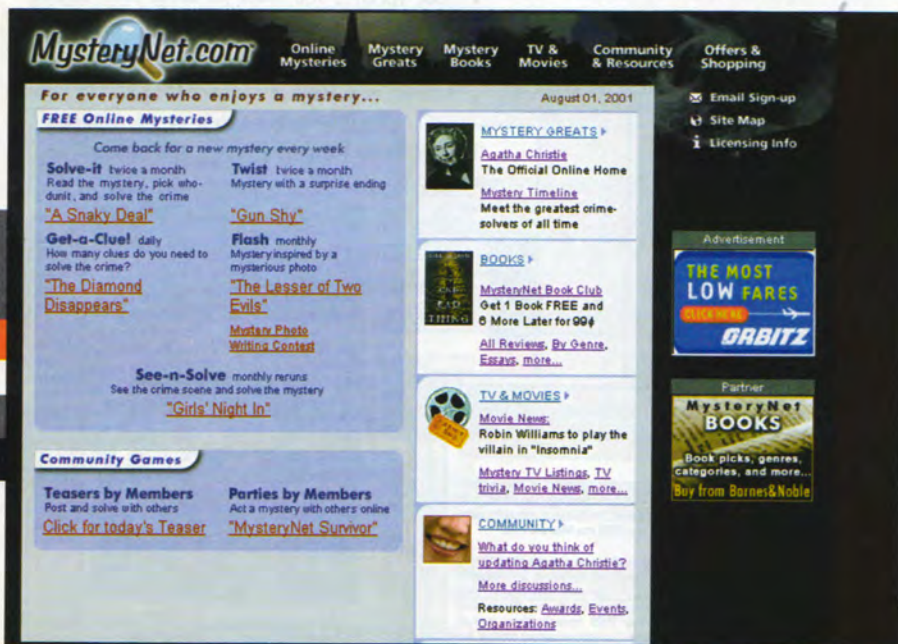 MysteryNet.com
Online Mysteries
Mystery Greats
Mystery Books
TV & Movies
Community & Resources
Offers & Shopping
Email Sign-up
Site Map
Licensing Info
For everyone who enjoys a mystery...
August 01, 2001
FREE Online Mysteries
Come back for a new mystery every week
Solve-it twice a month
Read the mystery, pick who-
dunit, and solve the crime
"A Snaky Deal"
Twist twice a month
Mystery with a surprise ending
"Gun Shy"
Get-a-Clue! daily
How many clues do you need to
solve the crime?
"The Diamond
Disappears"
Flash monthly
Mystery inspired by a
mysterious photo
"The Lesser of Two
Evils"
Mystery Photo
Writing Contest
See-n-Solve monthly reruns
See the crime scene and solve the mystery
"Girls' Night In"
Community Games
Teasers by Members
Post and solve with others
Click for today's Teaser
Parties by Members
Act a mystery with others online
"MysteryNet Survivor"
MYSTERY GREATS
Agatha Christie
The Official Online Home
Mystery Timeline
Meet the greatest crime-
solvers of all time
BOOKS
THING
MysteryNet Book Club
Get 1 Book FREE and
6 More Later for 99¢
All Reviews, By Genre,
Essays, more...
TV & MOVIES
Movie News:
Robin Williams to play the
villain in "Insomnia"
Mystery TV Listings, TV
trivia, Movie News, more...
COMMUNITY
What do you think of
updating Agatha Christie?
More discussions...
Resources: Awards, Events,
Organizations
Advertisement
THE MOST
LOW FARES
CLICK HERE
ORBITZ
Partner
MysteryNet
BOOKS
Book picks, genres,
categories, and more...
Buy from Barnes&Noble